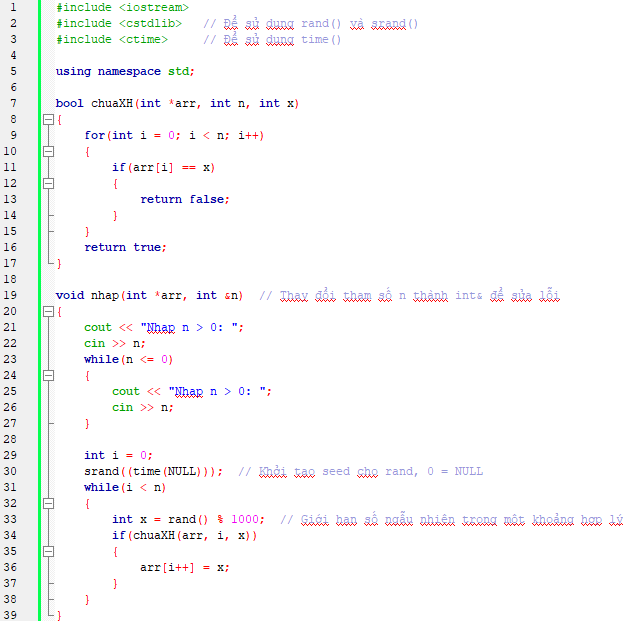 1 #include <iostream>
2 #include <cstdlib>   // Để sử dụng rand() và srand()
3 #include <ctime>     // Để sử dụng time()
4
5 using namespace std;
6
7 bool chuaXH(int *arr, int n, int x)
8 {
9     for(int i = 0; i < n; i++)
10     {
11         if(arr[i] == x)
12         {
13             return false;
14         }
15     }
16     return true;
17 }
18
19 void nhap(int *arr, int &n)  // Thay đổi tham số n thành int& để sửa lỗi
20 {
21     cout << "Nhap n > 0: ";
22     cin >> n;
23     while(n <= 0)
24     {
25         cout << "Nhap n > 0: ";
26         cin >> n;
27     }
28
29     int i = 0;
30     srand((time(NULL)));  // Khởi tạo seed cho rand, 0 = NULL
31     while(i < n)
32     {
33         int x = rand() % 1000;  // Giới hạn số ngẫu nhiên trong một khoảng hợp lý
34         if(chuaXH(arr, i, x))
35         {
36             arr[i++] = x;
37         }
38     }
39 }